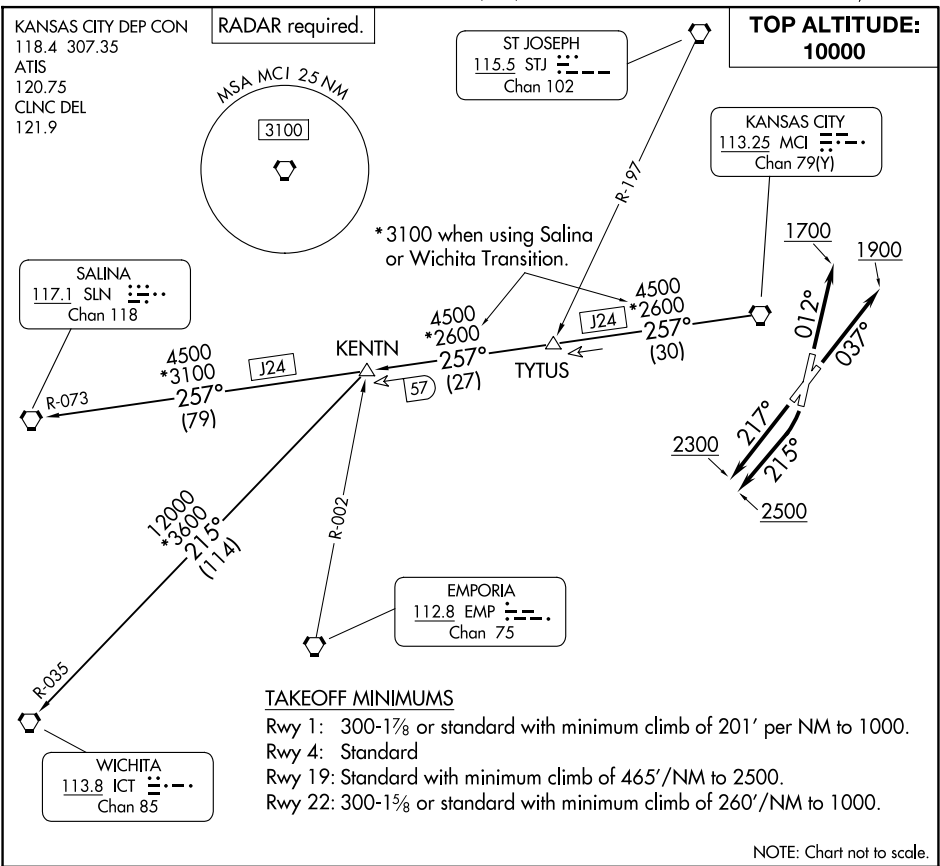 KANSAS CITY DEP CON
118.4 307.35
ATIS
120.75
CLNC DEL
121.9
RADAR required.
MSA MCI 25 NM
3100
ST JOSEPH
115.5 STJ
Chan 102
TOP ALTITUDE:
10000
KANSAS CITY
113.25 MCI
Chan 79(Y)
R-197
*3100 when using Salina
or Wichita Transition.
1700
1900
012°
037°
SALINA
117.1 SLN
Chan 118
4500
*2600
J24
257°
(30)
TYTUS
4500
*2600
257°
(27)
KENTN
57
4500
*3100
J24
257°
(79)
R-073
217°
215°
2300
2500
12000
*3600
215°
(114)
R-002
R-035
EMPORIA
112.8 EMP
Chan 75
WICHITA
113.8 ICT
Chan 85
TAKEOFF MINIMUMS
Rwy 1: 300-1⅞ or standard with minimum climb of 201' per NM to 1000.
Rwy 4: Standard
Rwy 19: Standard with minimum climb of 465'/NM to 2500.
Rwy 22: 300-1⅝ or standard with minimum climb of 260'/NM to 1000.
NOTE: Chart not to scale.